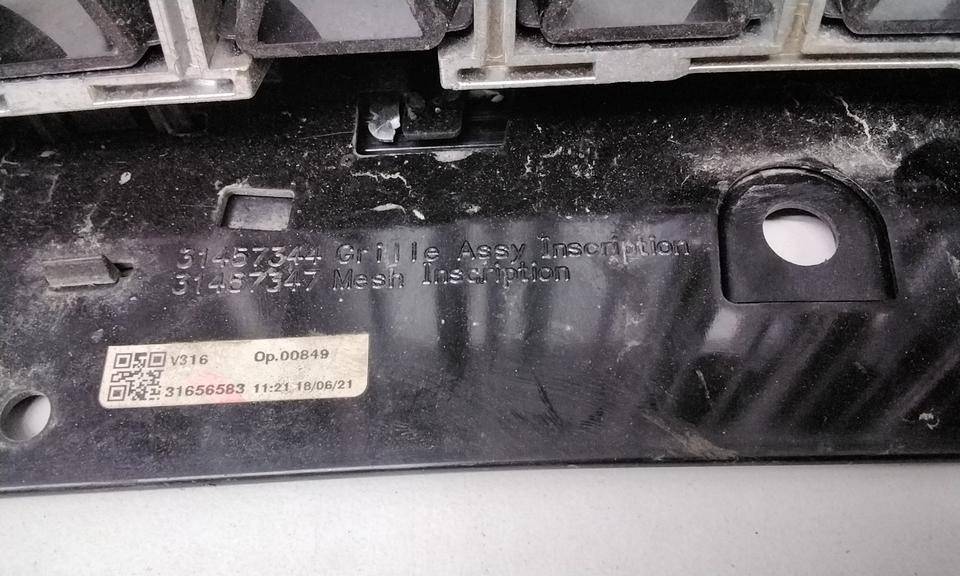 31457344 Grille Assy Inscription
31457347 Mesh Inscription
V316 Op.00849
31656583 11:21 18/06/21